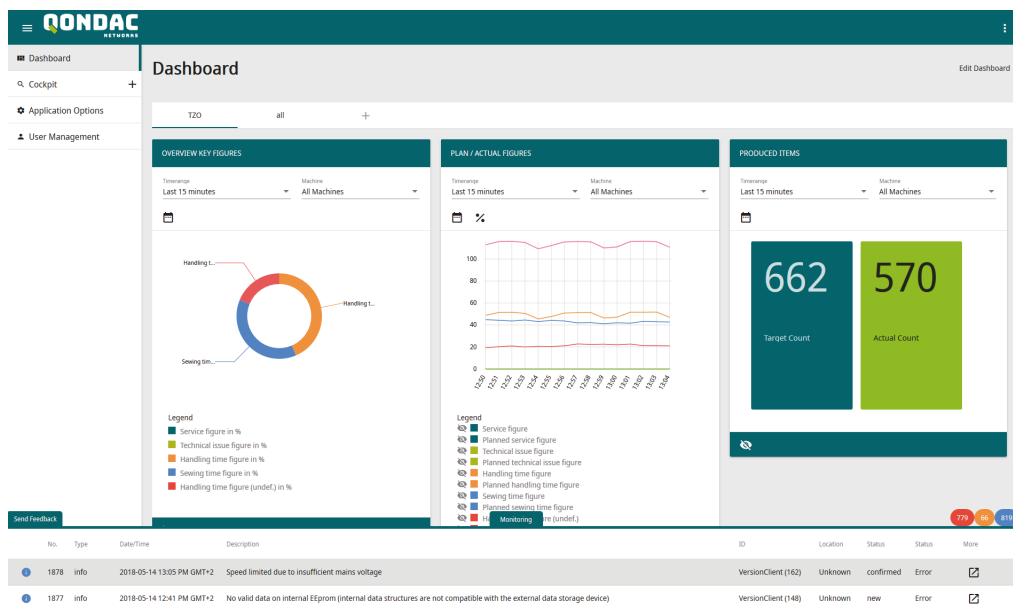 QONDAC
NETWORKS
Dashboard
Cockpit +
Application Options
User Management
Dashboard
Edit Dashboard
TZO all +
OVERVIEW KEY FIGURES
Timerange Machine
Last 15 minutes All Machines
Handling t...
Handling t...
Sewing tim...
Legend
Service figure in %
Technical issue figure in %
Handling time figure in %
Sewing time figure in %
Handling time figure (undef.) in %
PLAN / ACTUAL FIGURES
Timerange Machine
Last 15 minutes All Machines
%
100
80
60
40
20
0
12:50 12:51 12:52 12:53 12:54 12:55 12:56 12:57 12:58 12:59 13:00 13:01 13:02 13:03 13:04
Legend
Service figure
Planned service figure
Technical issue figure
Planned technical issue figure
Handling time figure
Planned handling time figure
Sewing time figure
Planned sewing time figure
PRODUCED ITEMS
Timerange Machine
Last 15 minutes All Machines
662 570
Target Count Actual Count
Send Feedback
Monitoring
re (undef.)
779 66 819
No. Type Date/Time Description ID Location Status Status More
1878 info 2018-05-14 13:05 PM GMT+2 Speed limited due to insufficient mains voltage VersionClient (162) Unknown confirmed Error
1877 info 2018-05-14 12:41 PM GMT+2 No valid data on internal EEprom (internal data structures are not compatible with the external data storage device) VersionClient (148) Unknown new Error